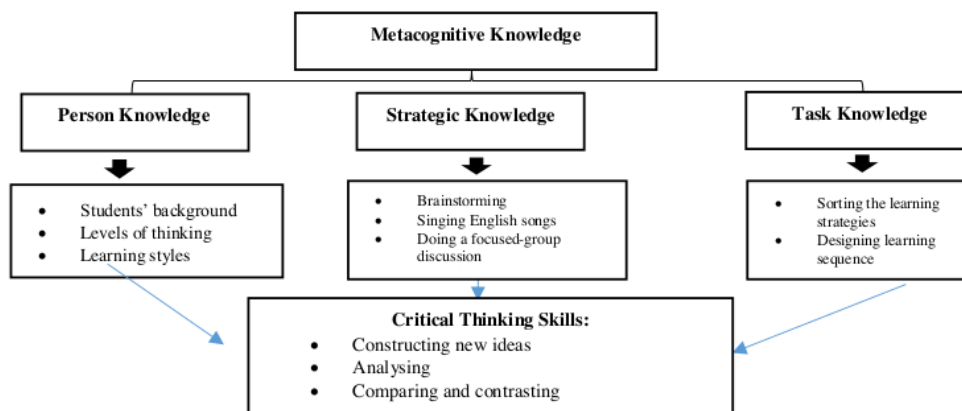 Metacognitive Knowledge
Person Knowledge
Strategic Knowledge
Task Knowledge
• Students’ background
• Levels of thinking
• Learning styles
• Brainstorming
• Singing English songs
• Doing a focused-group
discussion
• Sorting the learning
strategies
• Designing learning
sequence
Critical Thinking Skills:
• Constructing new ideas
• Analysing
• Comparing and contrasting